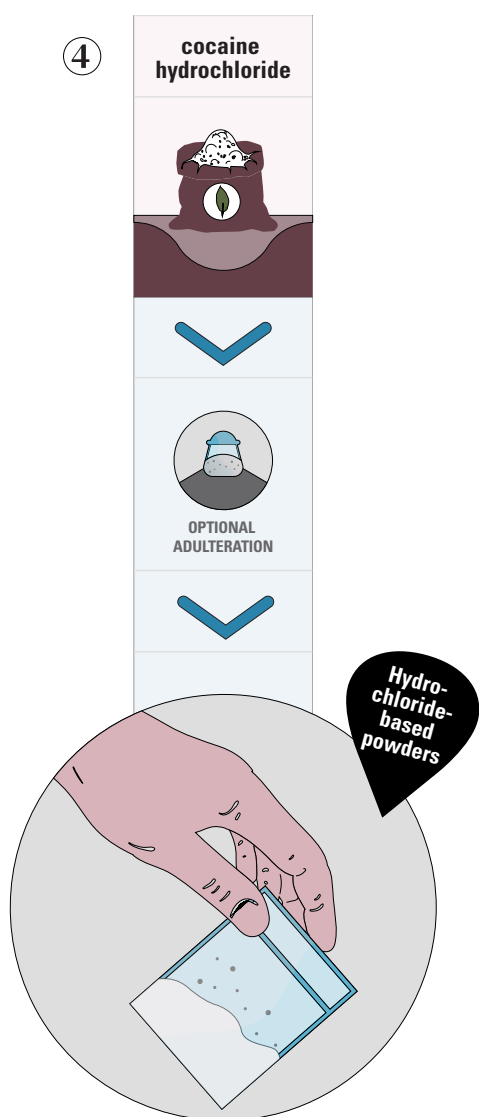 ④
cocaine
hydrochloride
OPTIONAL
ADULTERATION
Hydro-
chloride-
based
powders